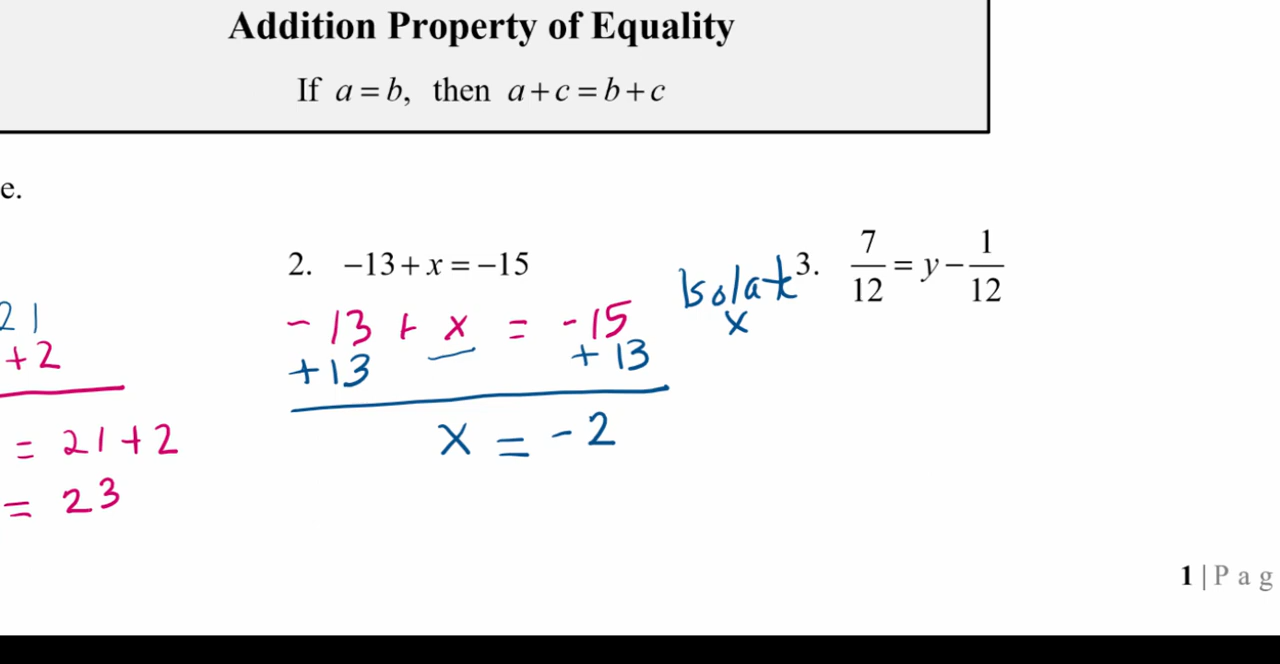 Addition Property of Equality
If a = b, then a + c = b + c
e.
2. −13 + x = −15
3. 7/12 = y − 1/12
21
+2
= 21 + 2
= 23
- 13 + x = -15
+13 + 13
x = - 2
Isolate
x
1 | P a g